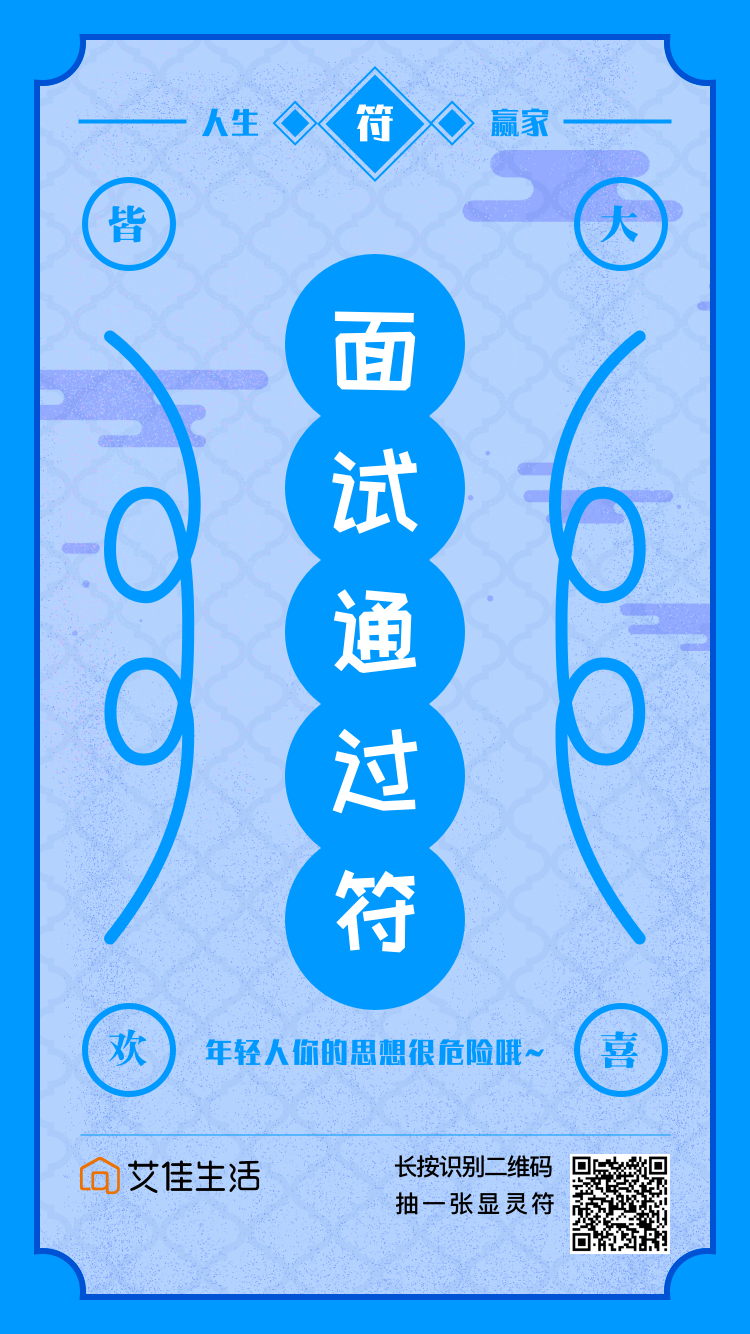 人生 符 赢家
皆 大
面
试
通
过
符
欢 年轻人你的思想很危险哦~ 喜
艾佳生活
长按识别二维码
抽一张显灵符